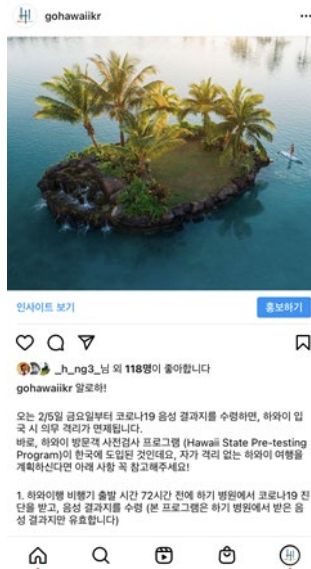 gohawaiikr
인사이트 보기
홍보하기
_h_ng3_님 외 118명이 좋아합니다
gohawaiikr 알로하!
오는 2/5일 금요일부터 코로나19 음성 결과지를 수령하면, 하와이 입
국 시 의무 격리가 면제됩니다.
바로, 하와이 방문객 사전검사 프로그램 (Hawaii State Pre-testing
Program)이 한국에 도입된 것인데요, 자가 격리 없는 하와이 여행을
계획하신다면 아래 사항 꼭 참고해주세요!
1. 하와이행 비행기 출발 시간 72시간 전에 하기 병원에서 코로나19 진
단을 받고, 음성 결과지를 수령 (본 프로그램은 하기 병원에서 받은 음
성 결과만 유효합니다)